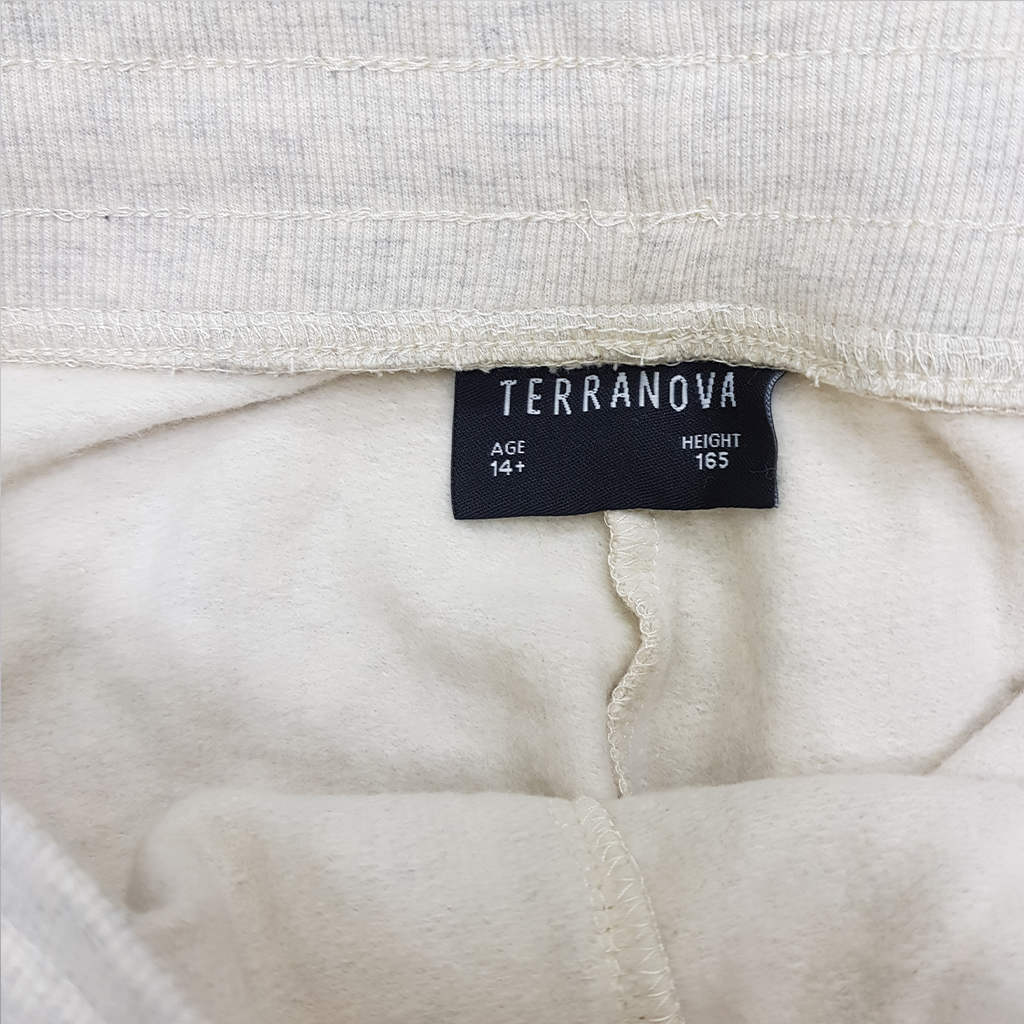 TERRANOVA
AGE HEIGHT
14+ 165